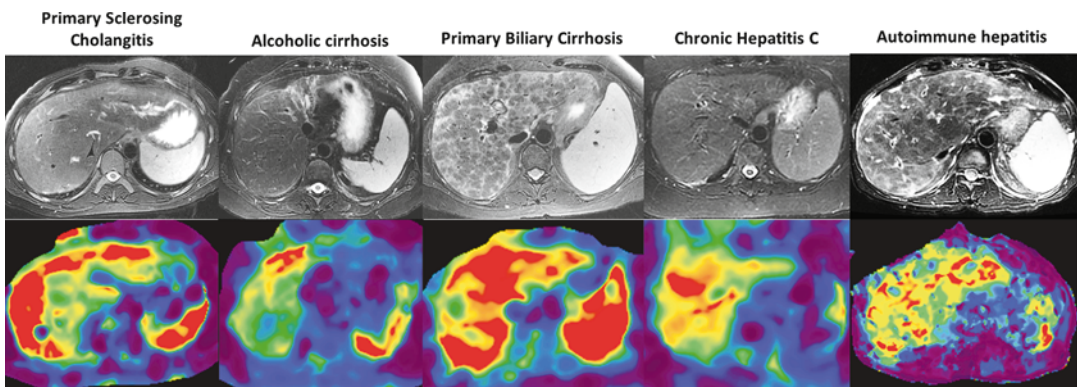 Primary Sclerosing
Cholangitis
Alcoholic cirrhosis
Primary Biliary Cirrhosis
Chronic Hepatitis C
Autoimmune hepatitis